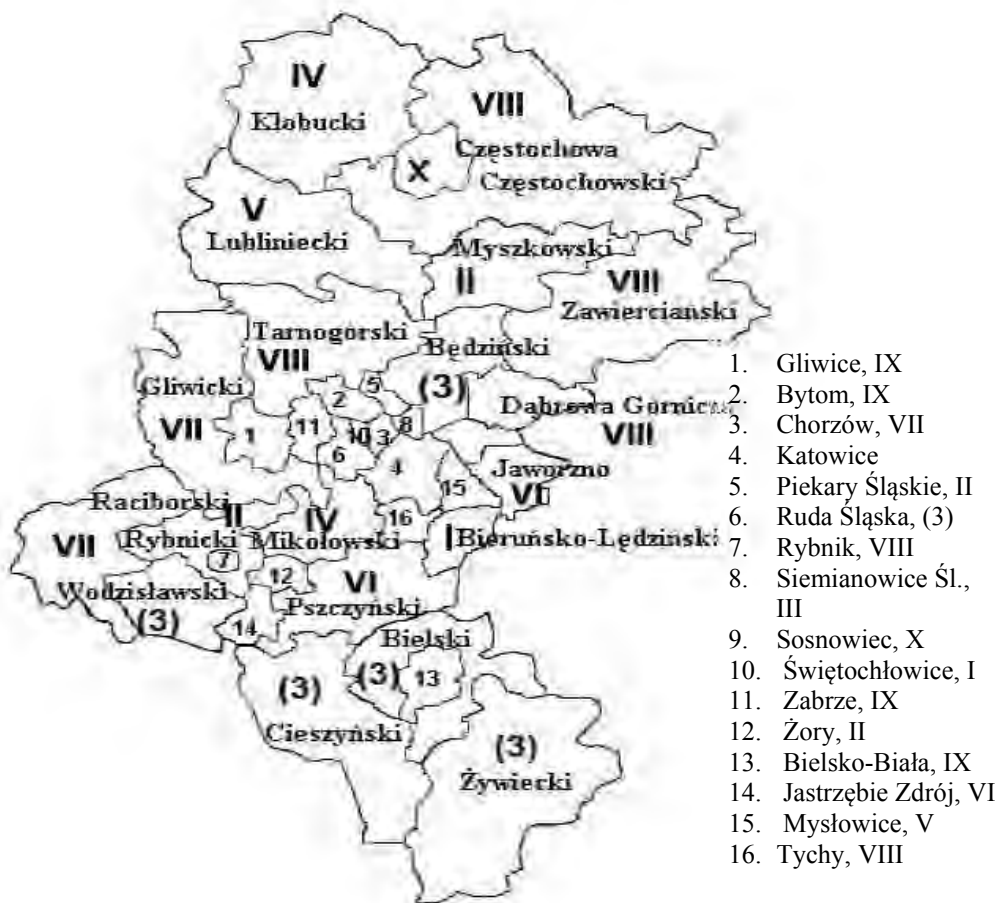 IV
Kłobucki
VIII
Częstochowa
X
Częstochowski
V
Lubliniecki
Myszkowski
II
VIII
Zawierciański
Tarnogórski
VIII
Będziński
Gliwicki
5
(3)
2
Dąbrowa Górnicza
VII
1
11
10
3
8
VIII
6
4
Jaworzno
15
VI
Raciborski
II
IV
16
VII
Rybnicki
Mikołowski
I
Bieruńsko-Lędziński
7
12
VI
Wodzisławski
Pszczyński
(3)
14
Bielski
(3)
(3)
13
Cieszyński
(3)
Żywiecki
1. Gliwice, IX
2. Bytom, IX
3. Chorzów, VII
4. Katowice
5. Piekary Śląskie, II
6. Ruda Śląska, (3)
7. Rybnik, VIII
8. Siemianowice Śl.,
III
9. Sosnowiec, X
10. Świętochłowice, I
11. Zabrze, IX
12. Żory, II
13. Bielsko-Biała, IX
14. Jastrzębie Zdrój, VI
15. Mysłowice, V
16. Tychy, VIII